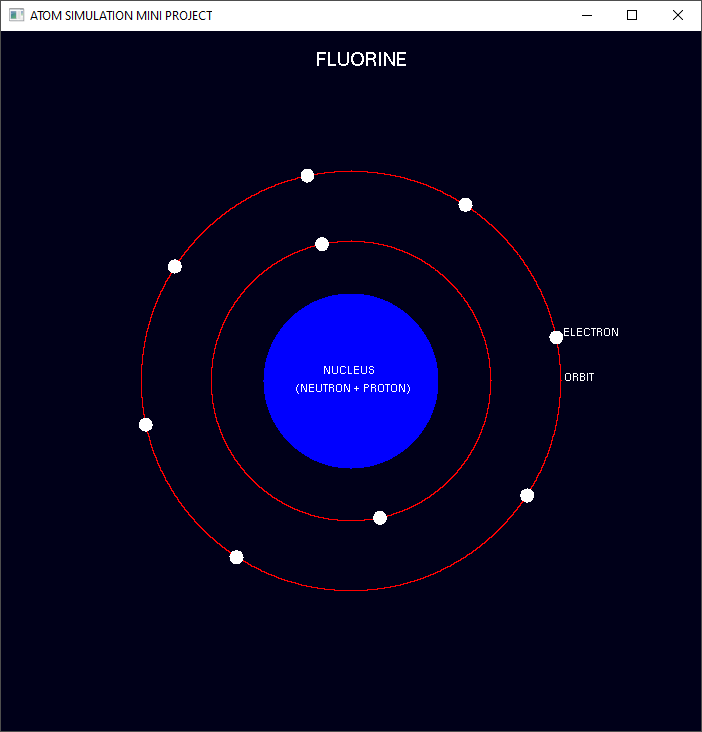 ATOM SIMULATION MINI PROJECT
FLUORINE
ELECTRON
NUCLEUS
ORBIT
(NEUTRON + PROTON)